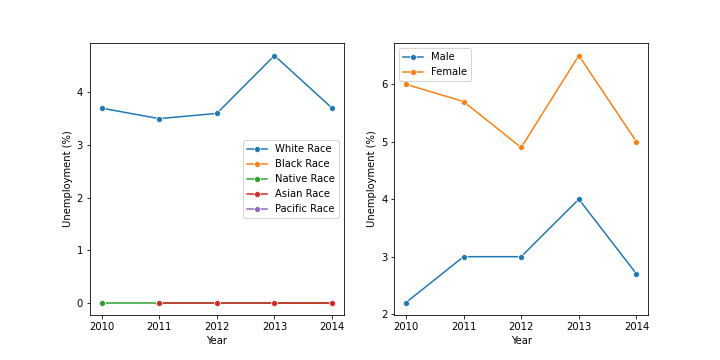 Unemployment (%)
4
3
2
1
0
White Race
Black Race
Native Race
Asian Race
Pacific Race
2010 2011 2012 2013 2014
Year
Unemployment (%)
6
5
4
3
2
Male
Female
2010 2011 2012 2013 2014
Year